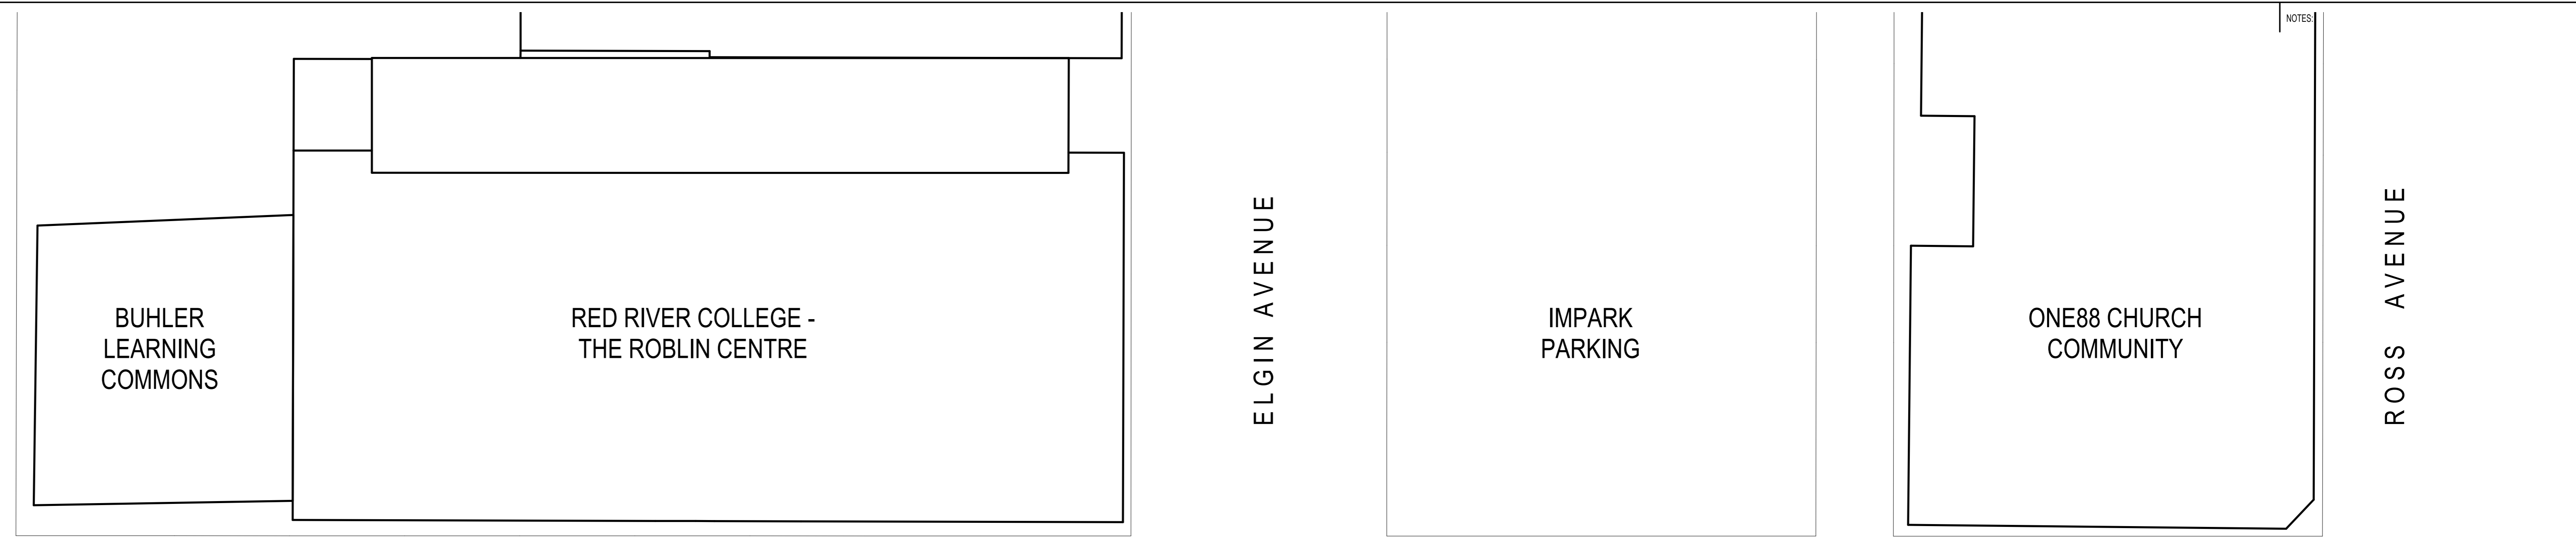 NOTES:
BUHLER
LEARNING
COMMONS
RED RIVER COLLEGE -
THE ROBLIN CENTRE
ELGIN AVENUE
IMPARK
PARKING
ONE88 CHURCH
COMMUNITY
ROSS AVENUE